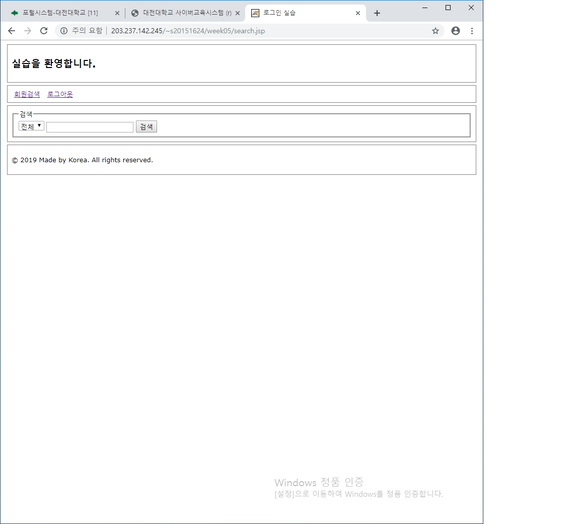 포털시스템-대전대학교 [11]
대전대학교 사이버교육시스템 (r)
로그인 실습
주의 요함 | 203.237.142.245/~s20151624/week05/search.jsp
실습을 환영합니다.
회원검색 로그아웃
검색
전체 검색
© 2019 Made by Korea. All rights reserved.
Windows 정품 인증
[설정]으로 이동하여 Windows를 정품 인증합니다.